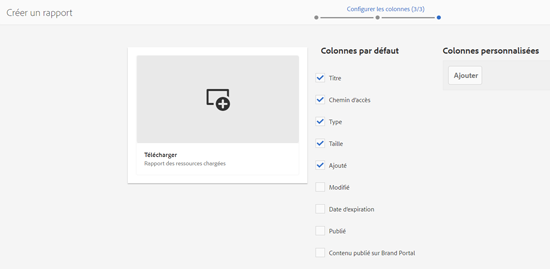 Créer un rapport
Configurer les colonnes (3/3)
Télécharger
Rapport des ressources chargées
Colonnes par défaut
Titre
Chemin d'accès
Type
Taille
Ajouté
Modifié
Date d'expiration
Publié
Contenu publié sur Brand Portal
Colonnes personnalisées
Ajouter